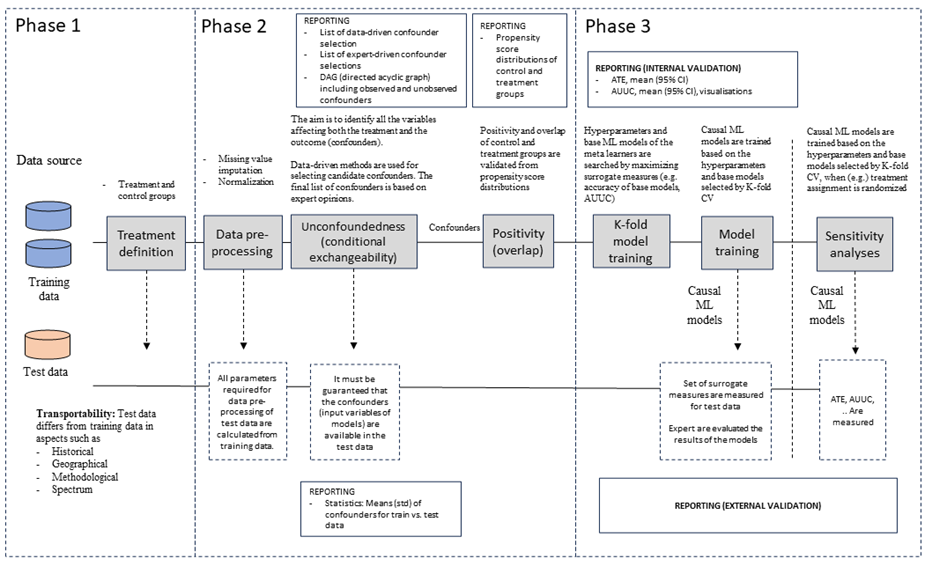 Phase 1
Data source
- Treatment and
control groups
Treatment
definition
Training
data
Test data
Transportability: Test data
differs from training data in
aspects such as
- Historical
- Geographical
- Methodological
- Spectrum
Phase 2
REPORTING
- List of data-driven confounder
selection
- List of expert-driven confounder
selections
- DAG (directed acyclic graph)
including observed and unobserved
confounders
REPORTING
- Propensity
score
distributions of
control and
treatment
groups
- Missing value
imputation
- Normalization
The aim is to identify all the variables
affecting both the treatment and the
outcome (confounders).
Data-driven methods are used for
selecting candidate confounders. The
final list of confounders is based on
expert opinions.
Positivity and overlap
of control and
treatment groups are
validated from
propensity score
distributions
Data pre-
processing
Unconfoundedness
(conditional
exchangeability)
Confounders
Positivity
(overlap)
All parameters
required for
data pre-
processing of
test data are
calculated from
training data.
It must be
guaranteed that
the confounders
(input variables of
models) are
available in the
test data
REPORTING
- Statistics: Means (std) of
confounders for train vs. test
data
Phase 3
REPORTING (INTERNAL VALIDATION)
- ATE, mean (95% CI)
- AUUC, mean (95% CI), visualisations
Hyperparameters and
base ML models of the
meta learners are
searched by maximizing
surrogate measures (e.g.
accuracy of base models,
AUUC)
Causal ML
models are trained
based on the
hyperparameters
and base models
selected by K-fold
CV
Causal ML models are
trained based on the
hyperparameters and base
models selected by K-fold
CV, when (e.g.) treatment
assignment is randomized
K-fold
model
training
Model
training
Sensitivity
analyses
Causal
ML
models
Causal
ML
models
Set of surrogate
measures are measured
for test data
Expert are evaluated the
results of the models
ATE, AUUC,
.. Are
measured
REPORTING (EXTERNAL VALIDATION)